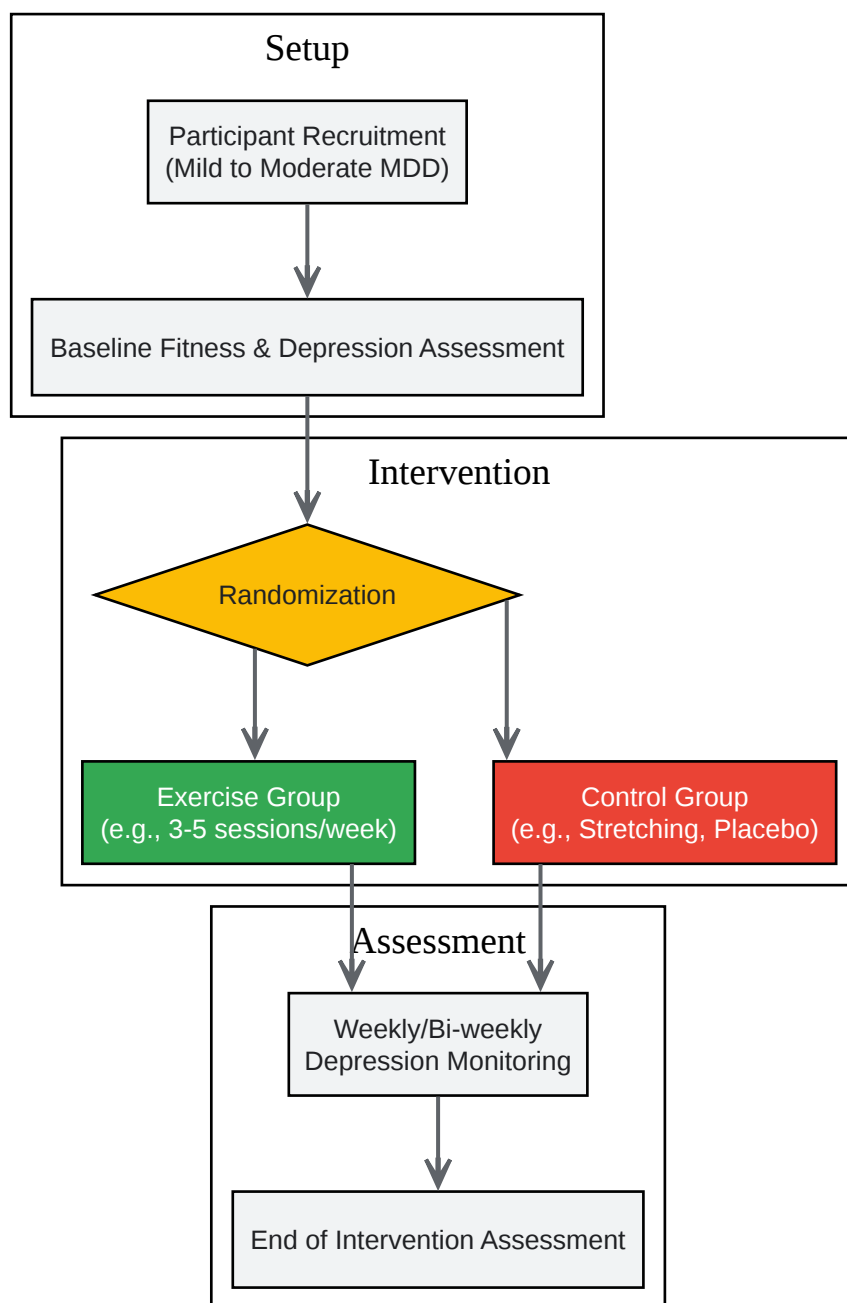 Setup
Participant Recruitment
(Mild to Moderate MDD)
Baseline Fitness & Depression Assessment
Intervention
Randomization
Exercise Group
(e.g., 3-5 sessions/week)
Control Group
(e.g., Stretching, Placebo)
Assessment
Weekly/Bi-weekly
Depression Monitoring
End of Intervention Assessment